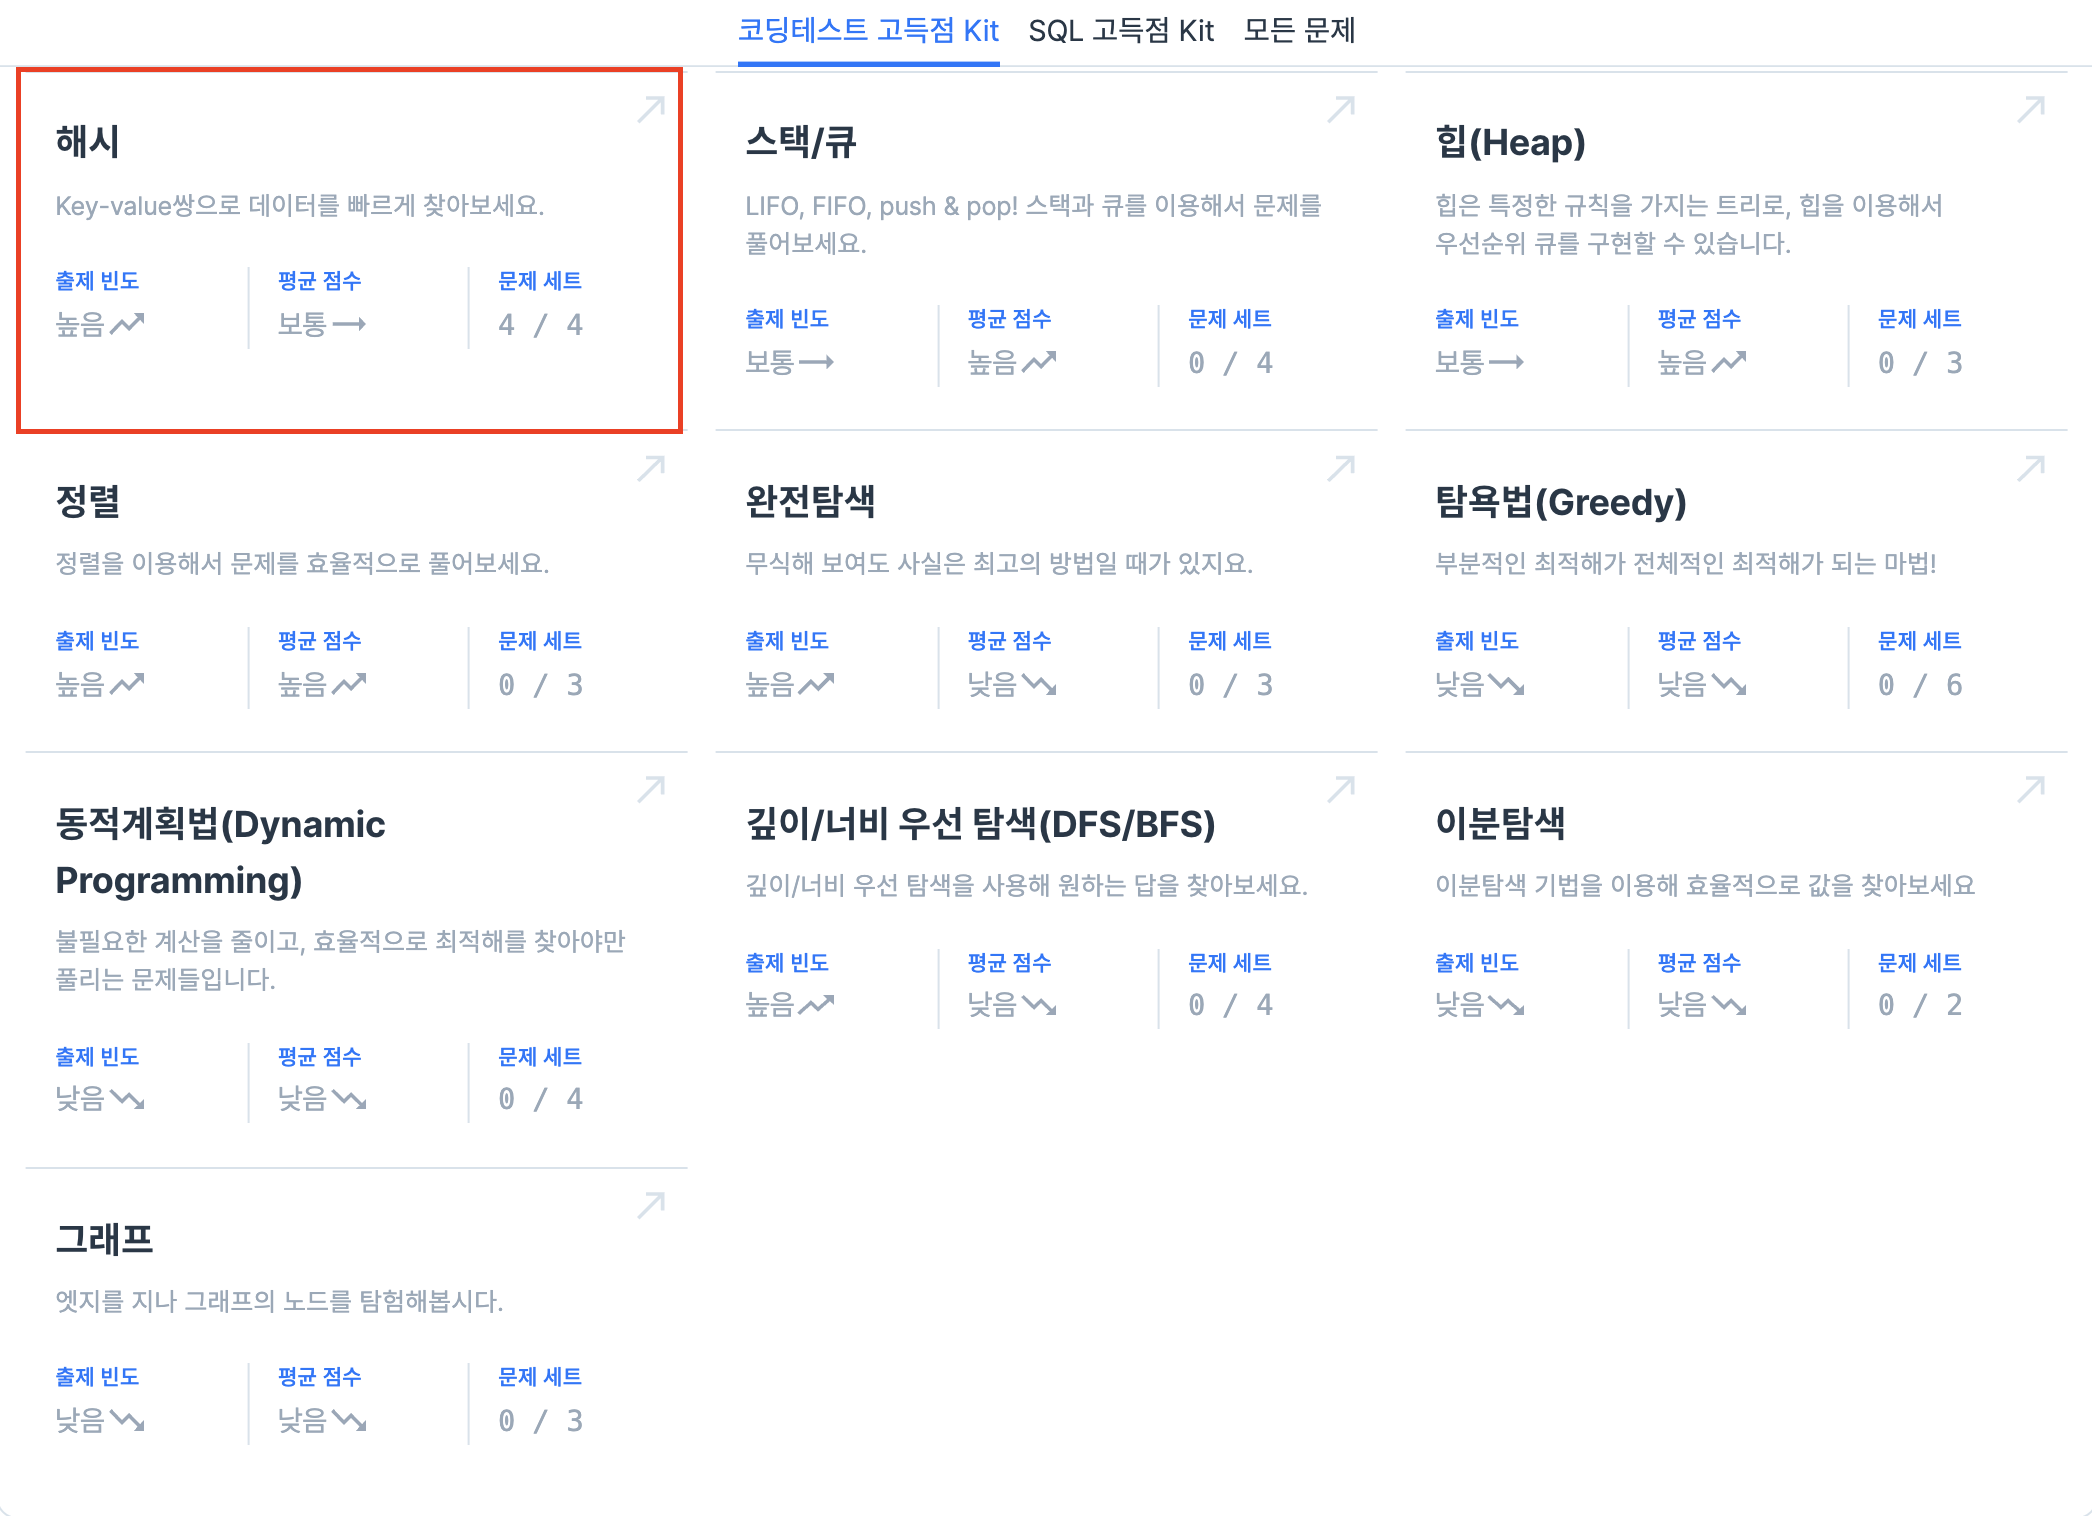 코딩테스트 고득점 Kit SQL 고득점 Kit 모든 문제
해시
Key-value쌍으로 데이터를 빠르게 찾아보세요.
출제 빈도 평균 점수 문제 세트
높음 보통 4 / 4
스택/큐
LIFO, FIFO, push & pop! 스택과 큐를 이용해서 문제를
풀어보세요.
출제 빈도 평균 점수 문제 세트
보통 높음 0 / 4
힙(Heap)
힙은 특정한 규칙을 가지는 트리로, 힙을 이용해서
우선순위 큐를 구현할 수 있습니다.
출제 빈도 평균 점수 문제 세트
보통 높음 0 / 3
정렬
정렬을 이용해서 문제를 효율적으로 풀어보세요.
출제 빈도 평균 점수 문제 세트
높음 높음 0 / 3
완전탐색
무식해 보여도 사실은 최고의 방법일 때가 있지요.
출제 빈도 평균 점수 문제 세트
높음 낮음 0 / 3
탐욕법(Greedy)
부분적인 최적해가 전체적인 최적해가 되는 마법!
출제 빈도 평균 점수 문제 세트
낮음 낮음 0 / 6
동적계획법(Dynamic
Programming)
불필요한 계산을 줄이고, 효율적으로 최적해를 찾아야만
풀리는 문제들입니다.
출제 빈도 평균 점수 문제 세트
낮음 낮음 0 / 4
깊이/너비 우선 탐색(DFS/BFS)
깊이/너비 우선 탐색을 사용해 원하는 답을 찾아보세요.
출제 빈도 평균 점수 문제 세트
높음 낮음 0 / 4
이분탐색
이분탐색 기법을 이용해 효율적으로 값을 찾아보세요
출제 빈도 평균 점수 문제 세트
낮음 낮음 0 / 2
그래프
엣지를 지나 그래프의 노드를 탐험해봅시다.
출제 빈도 평균 점수 문제 세트
낮음 낮음 0 / 3